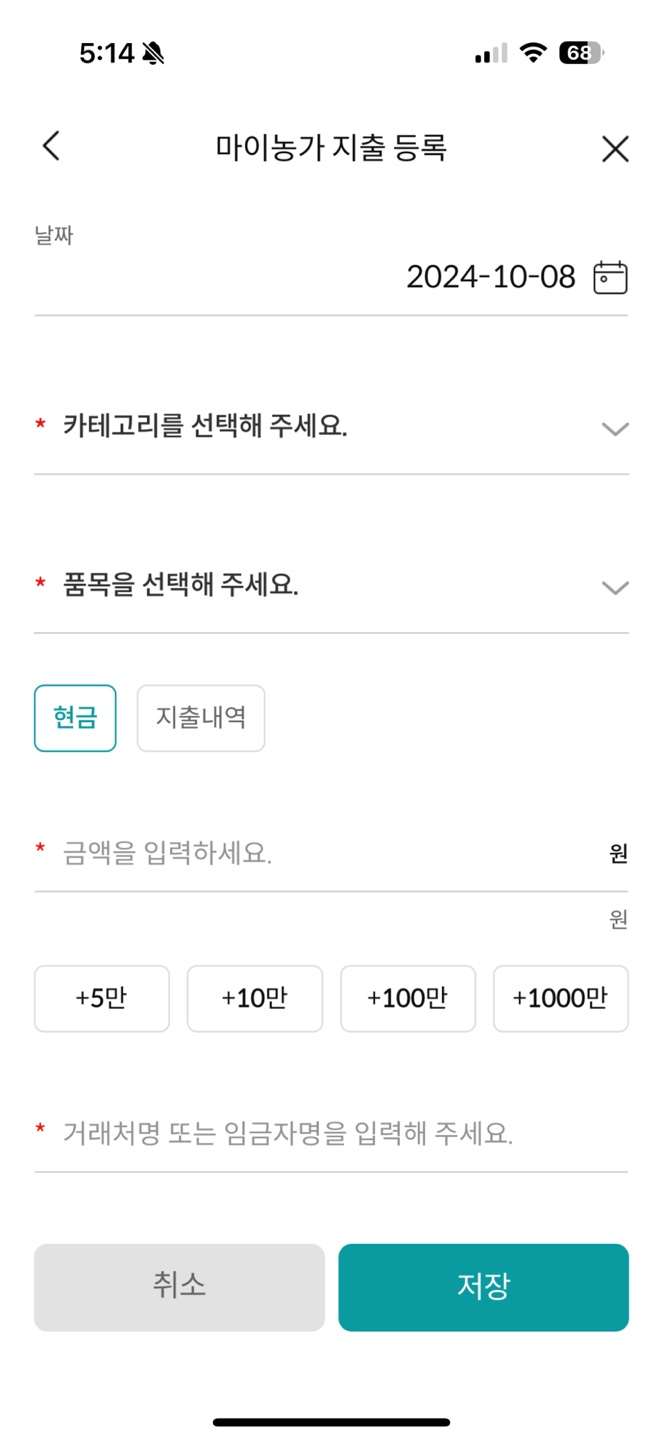 5:14
68
마이농가 지출 등록
날짜
2024-10-08
* 카테고리를 선택해 주세요.
* 품목을 선택해 주세요.
현금 지출내역
* 금액을 입력하세요. 원
원
+5만 +10만 +100만 +1000만
* 거래처명 또는 임금자명을 입력해 주세요.
취소 저장